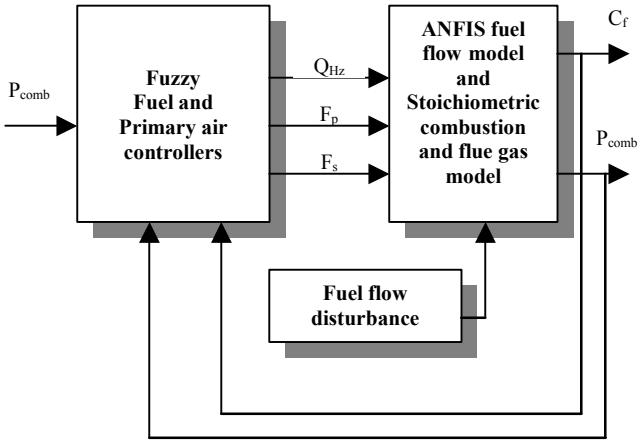 P_comb
Fuzzy
Fuel and
Primary air
controllers
Q_Hz
F_p
F_s
ANFIS fuel
flow model
and
Stoichiometric
combustion
and flue gas
model
C_f
P_comb
Fuel flow
disturbance